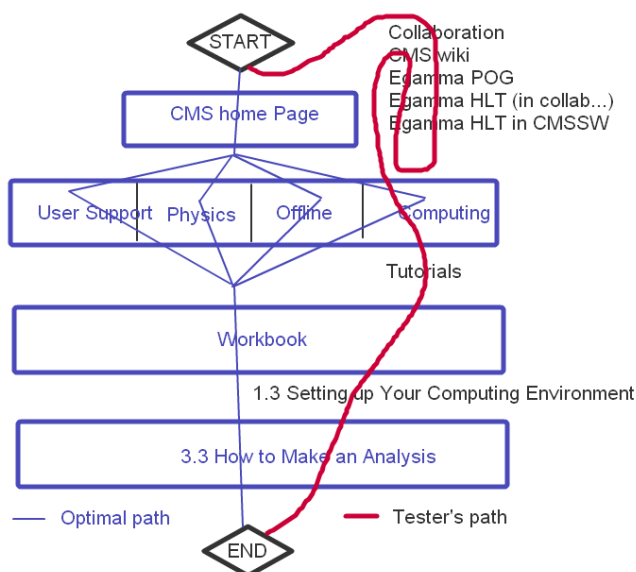 START
Collaboration
CMS wiki
Egamma POG
Egamma HLT (in collab...)
Egamma HLT in CMSSW
CMS home Page
User Support Physics Offline Computing
Tutorials
Workbook
1.3 Setting up Your Computing Environment
3.3 How to Make an Analysis
Optimal path Tester's path
END